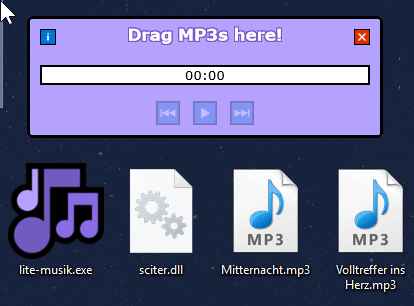 i
Drag MP3s here!
00:00
lite-musik.exe
sciter.dll
MP3
Mitternacht.mp3
MP3
Volltreffer ins
Herz.mp3